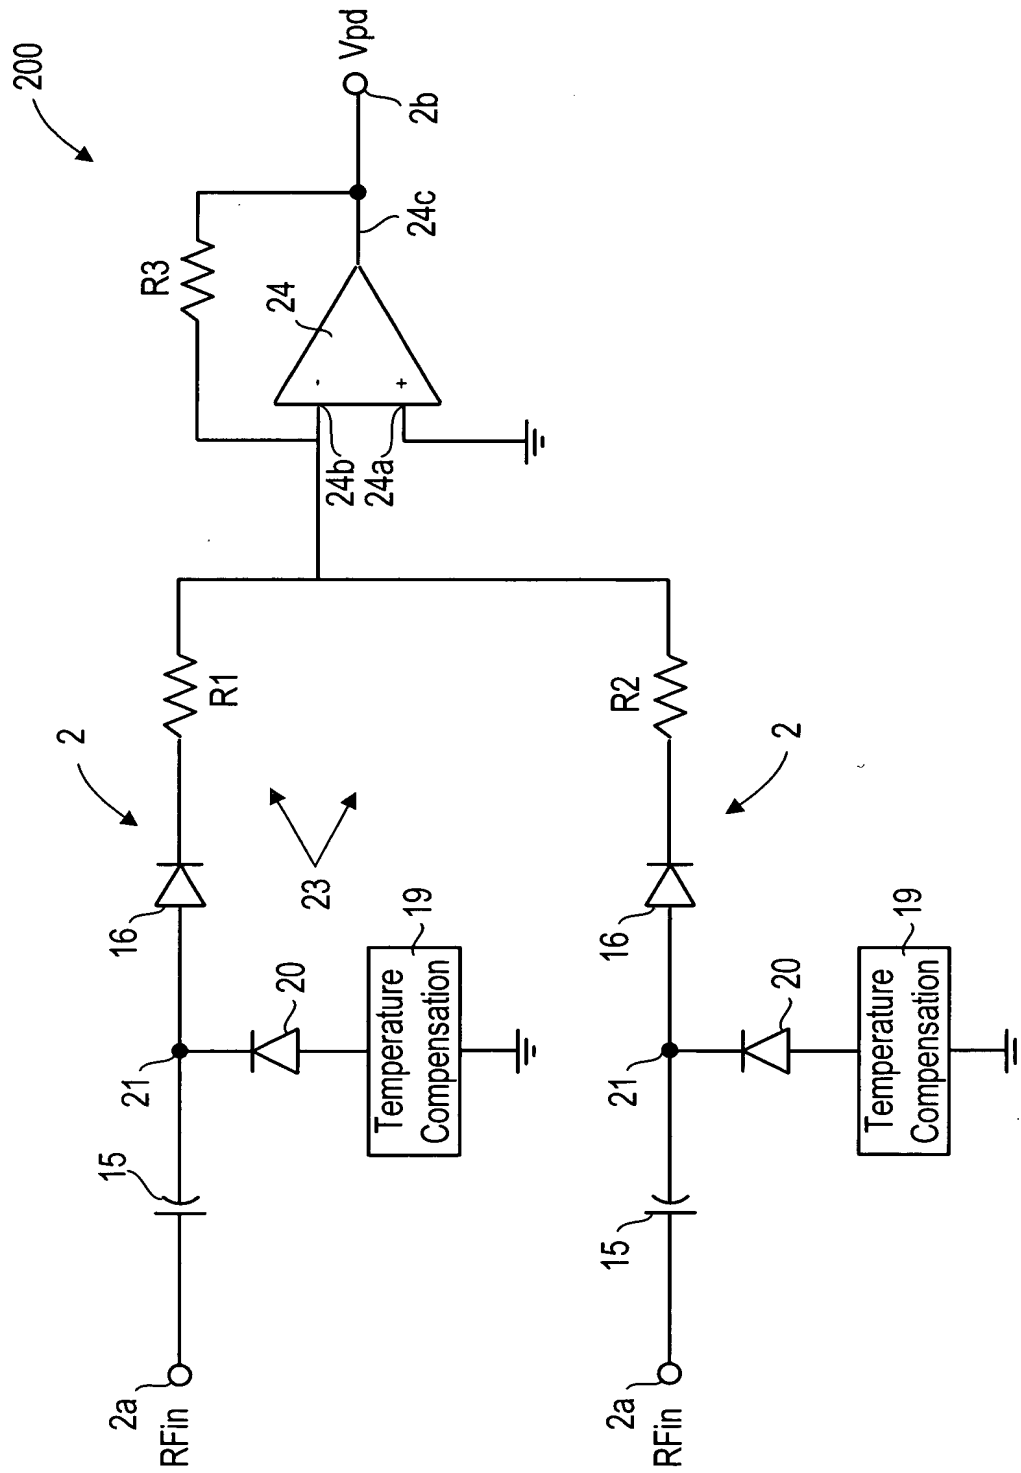 200
R3
24
24b
24a
24c
2b
Vpd
2
R1
16
23
21
20
19
Temperature
Compensation
15
2a
RFin
R2
2
16
21
20
19
Temperature
Compensation
15
2a
RFin
-
+